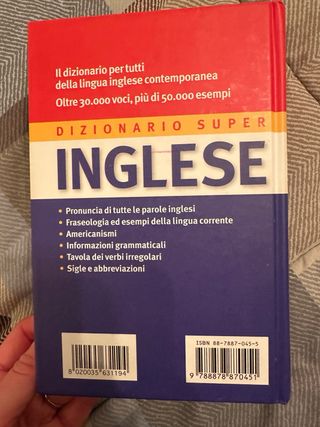 Il dizionario per tutti
della lingua inglese contemporanea
Oltre 30.000 voci, più di 50.000 esempi
DIZIONARIO SUPER
INGLESE
• Pronuncia di tutte le parole inglesi
• Fraseologia ed esempi della lingua corrente
• Americanismi
• Informazioni grammaticali
• Tavola dei verbi irregolari
• Sigle e abbreviazioni
8 020035 631194
ISBN 88-7887-045-5
9 788878 870451